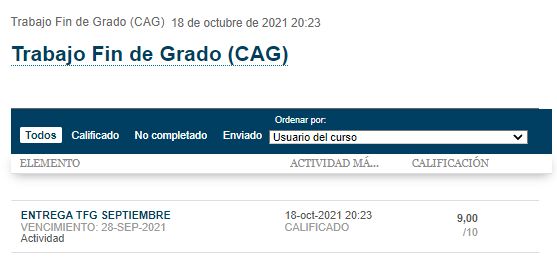 Trabajo Fin de Grado (CAG) 18 de octubre de 2021 20:23
Trabajo Fin de Grado (CAG)
Ordenar por:
Todos Calificado No completado Enviado Usuario del curso
ELEMENTO ACTIVIDAD MÁ... CALIFICACIÓN
ENTREGA TFG SEPTIEMBRE 18-oct-2021 20:23 9,00
VENCIMIENTO: 28-SEP-2021 CALIFICADO /10
Actividad